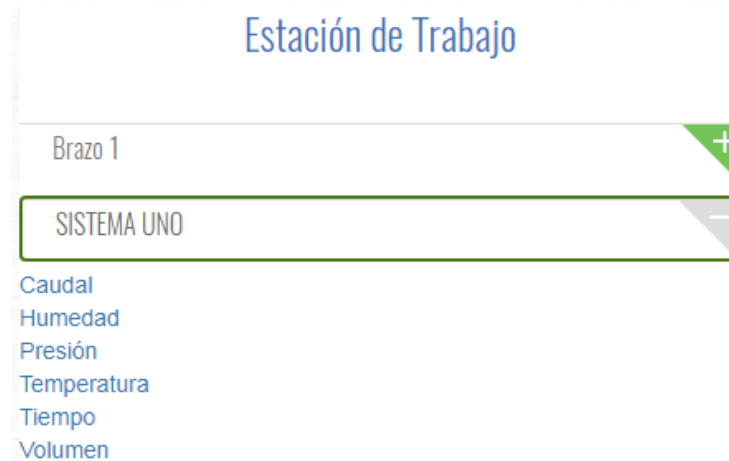 Estación de Trabajo
Brazo 1
SISTEMA UNO
Caudal
Humedad
Presión
Temperatura
Tiempo
Volumen